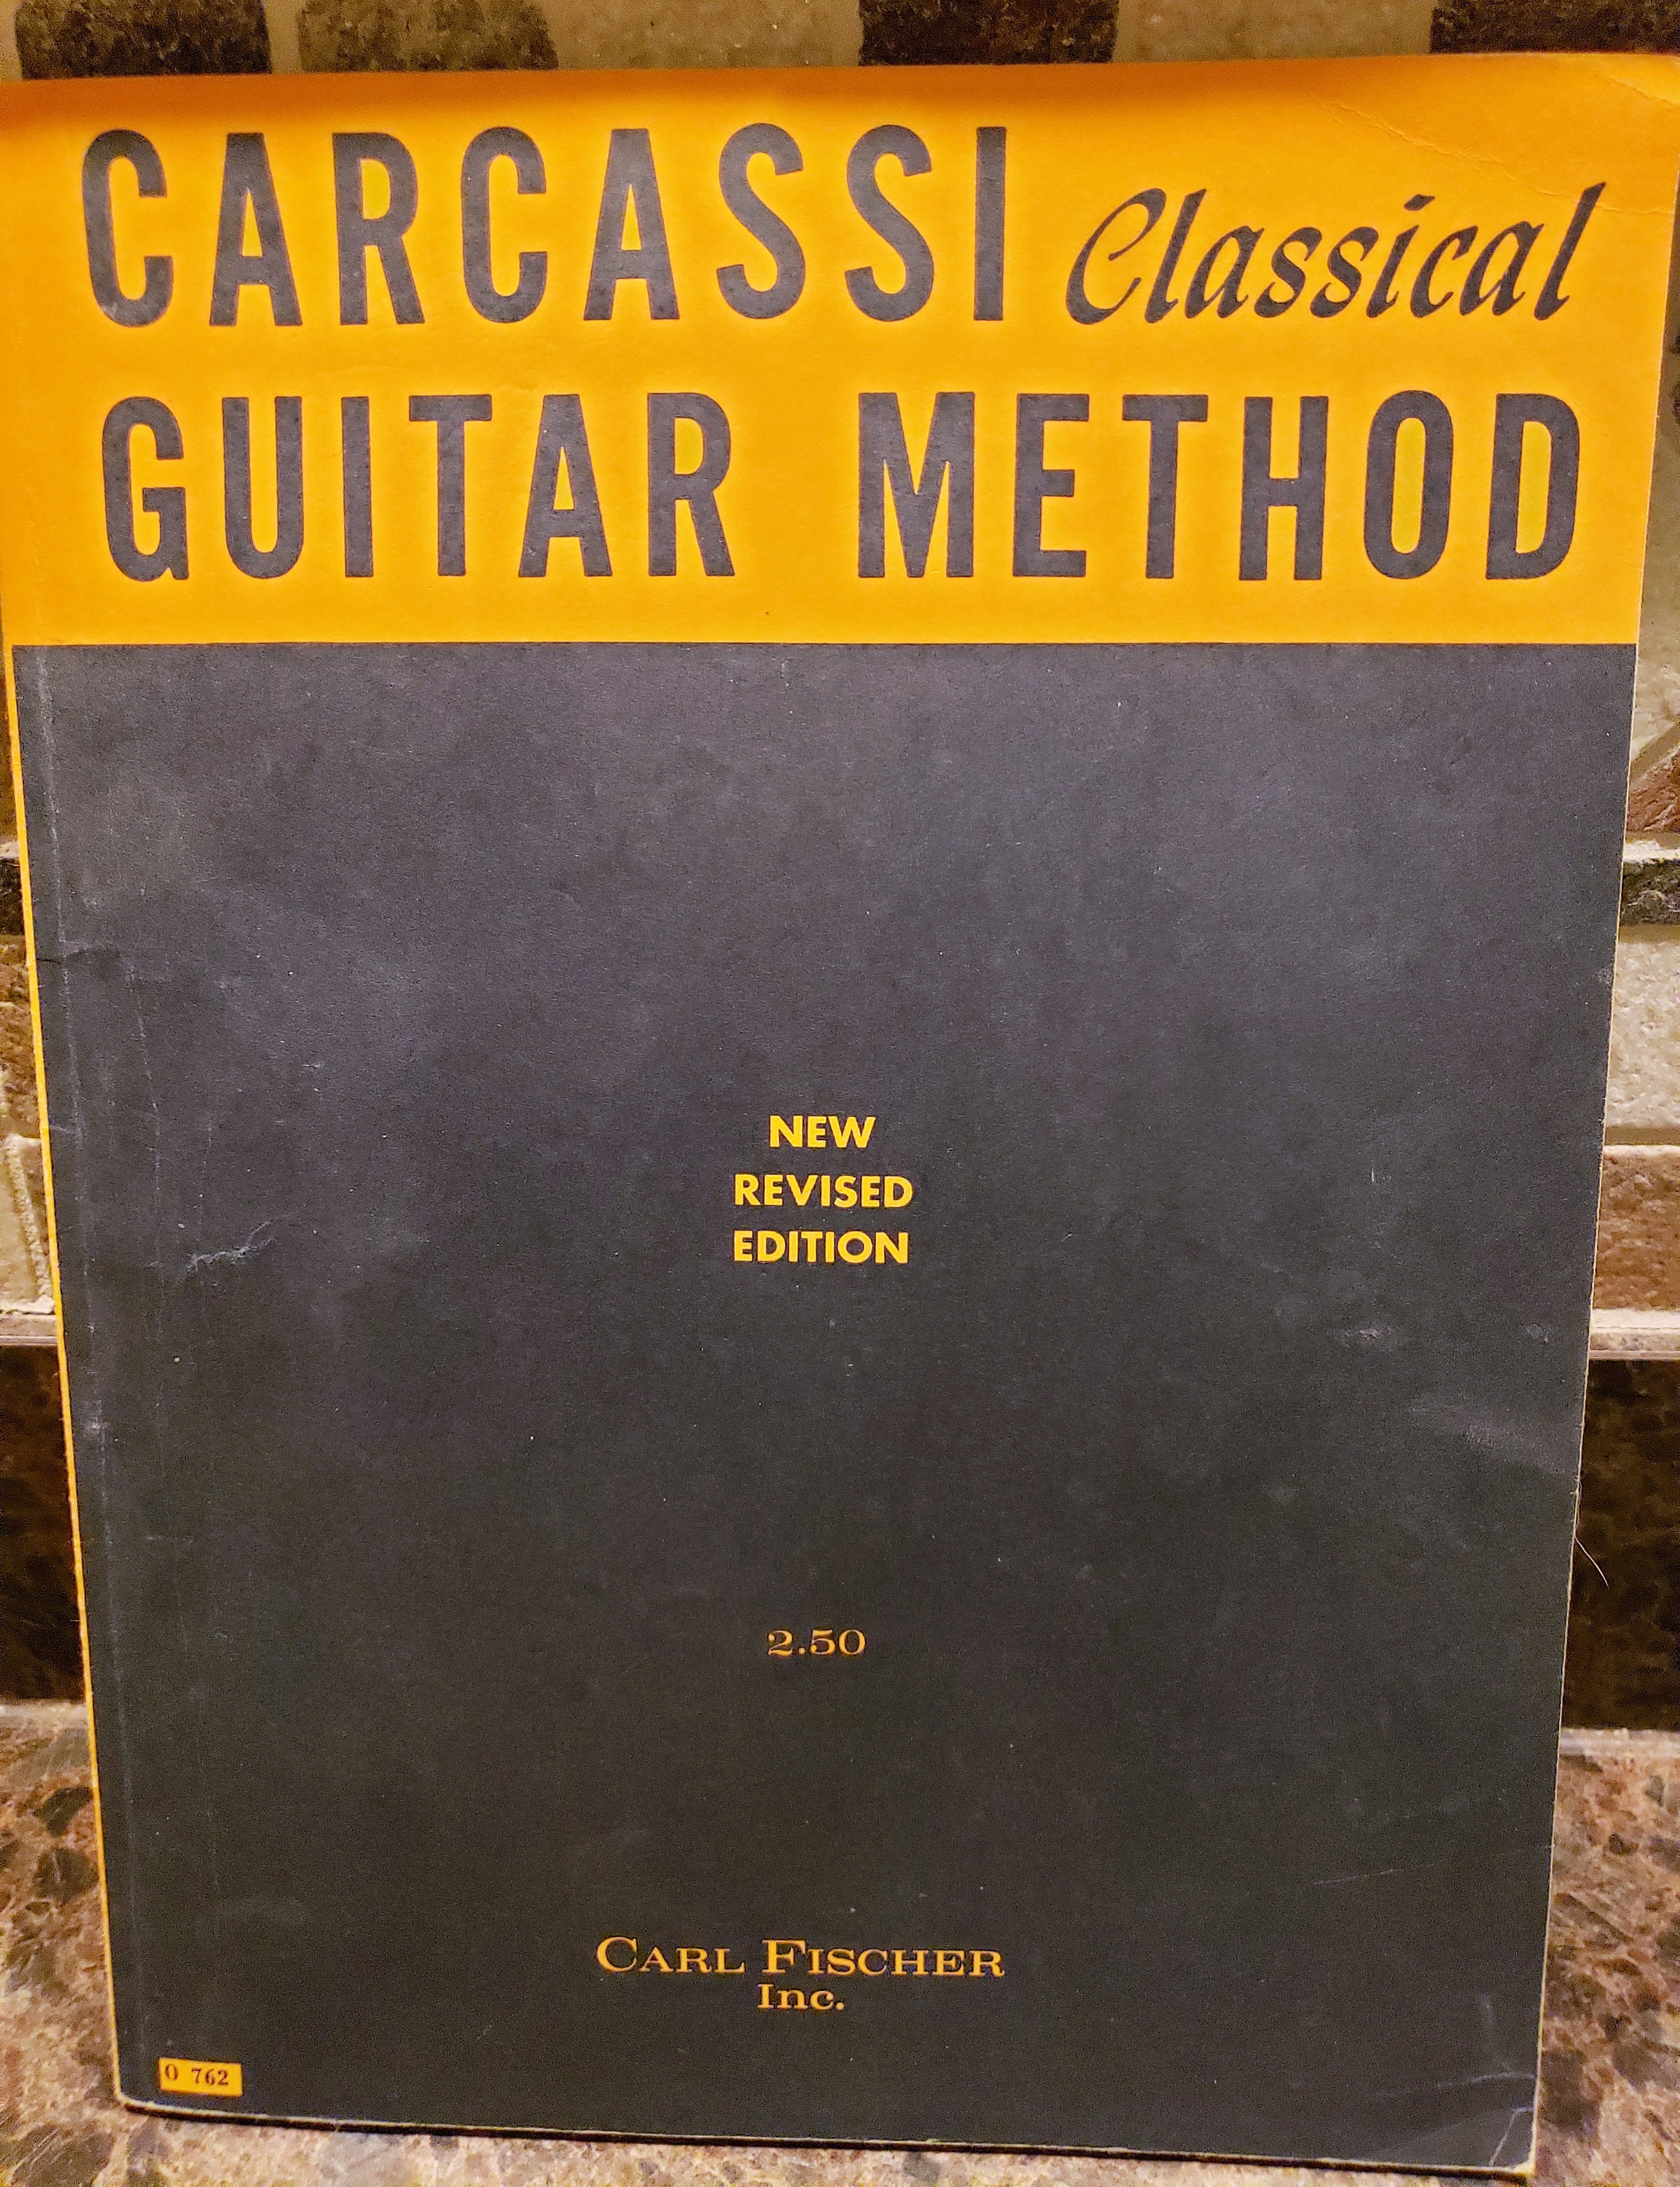 CARCASSI Classical
GUITAR METHOD
NEW
REVISED
EDITION
2.50
CARL FISCHER
Inc.
O 762